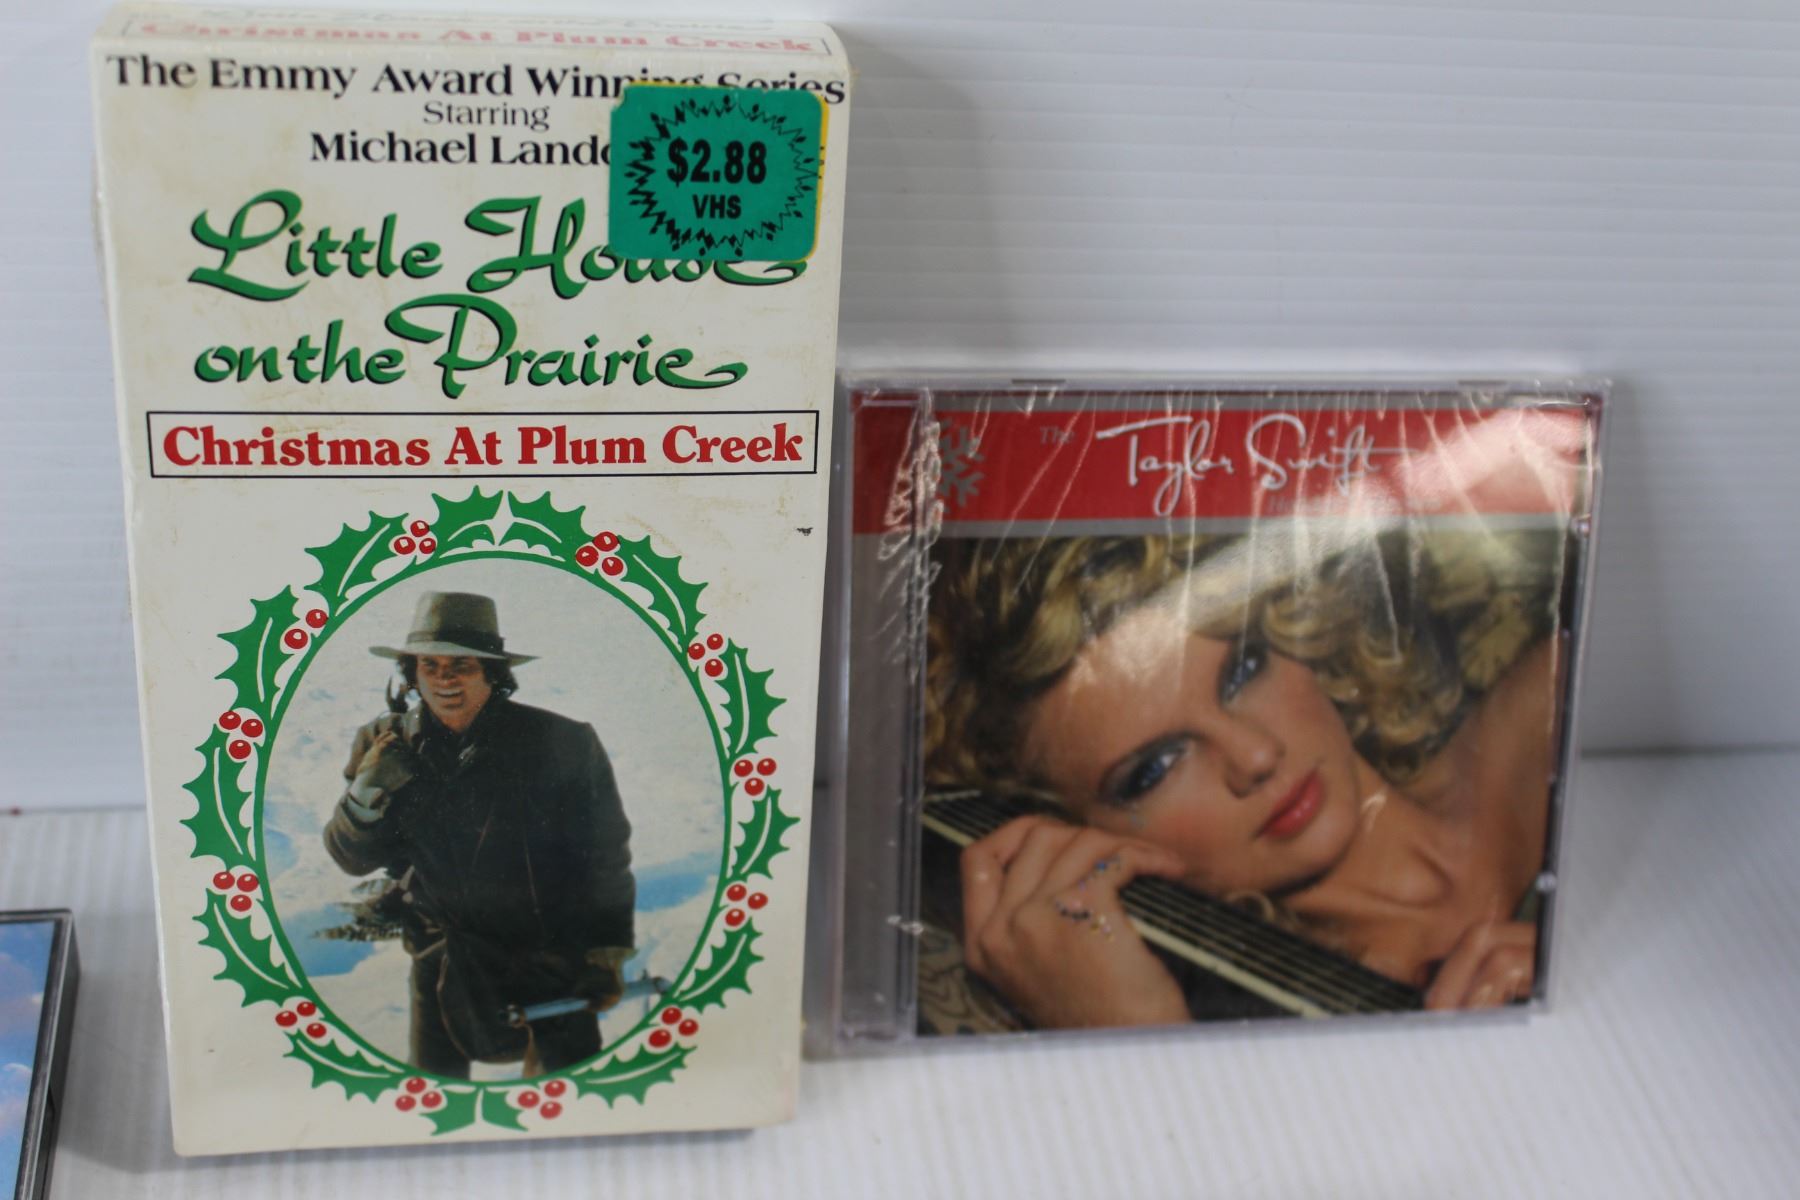 Christmas At Plum Creek
The Emmy Award Winning Series
Starring
Michael
$2.88
VHS
Little House
on the Prairie
Christmas At Plum Creek
The Taylor Swift